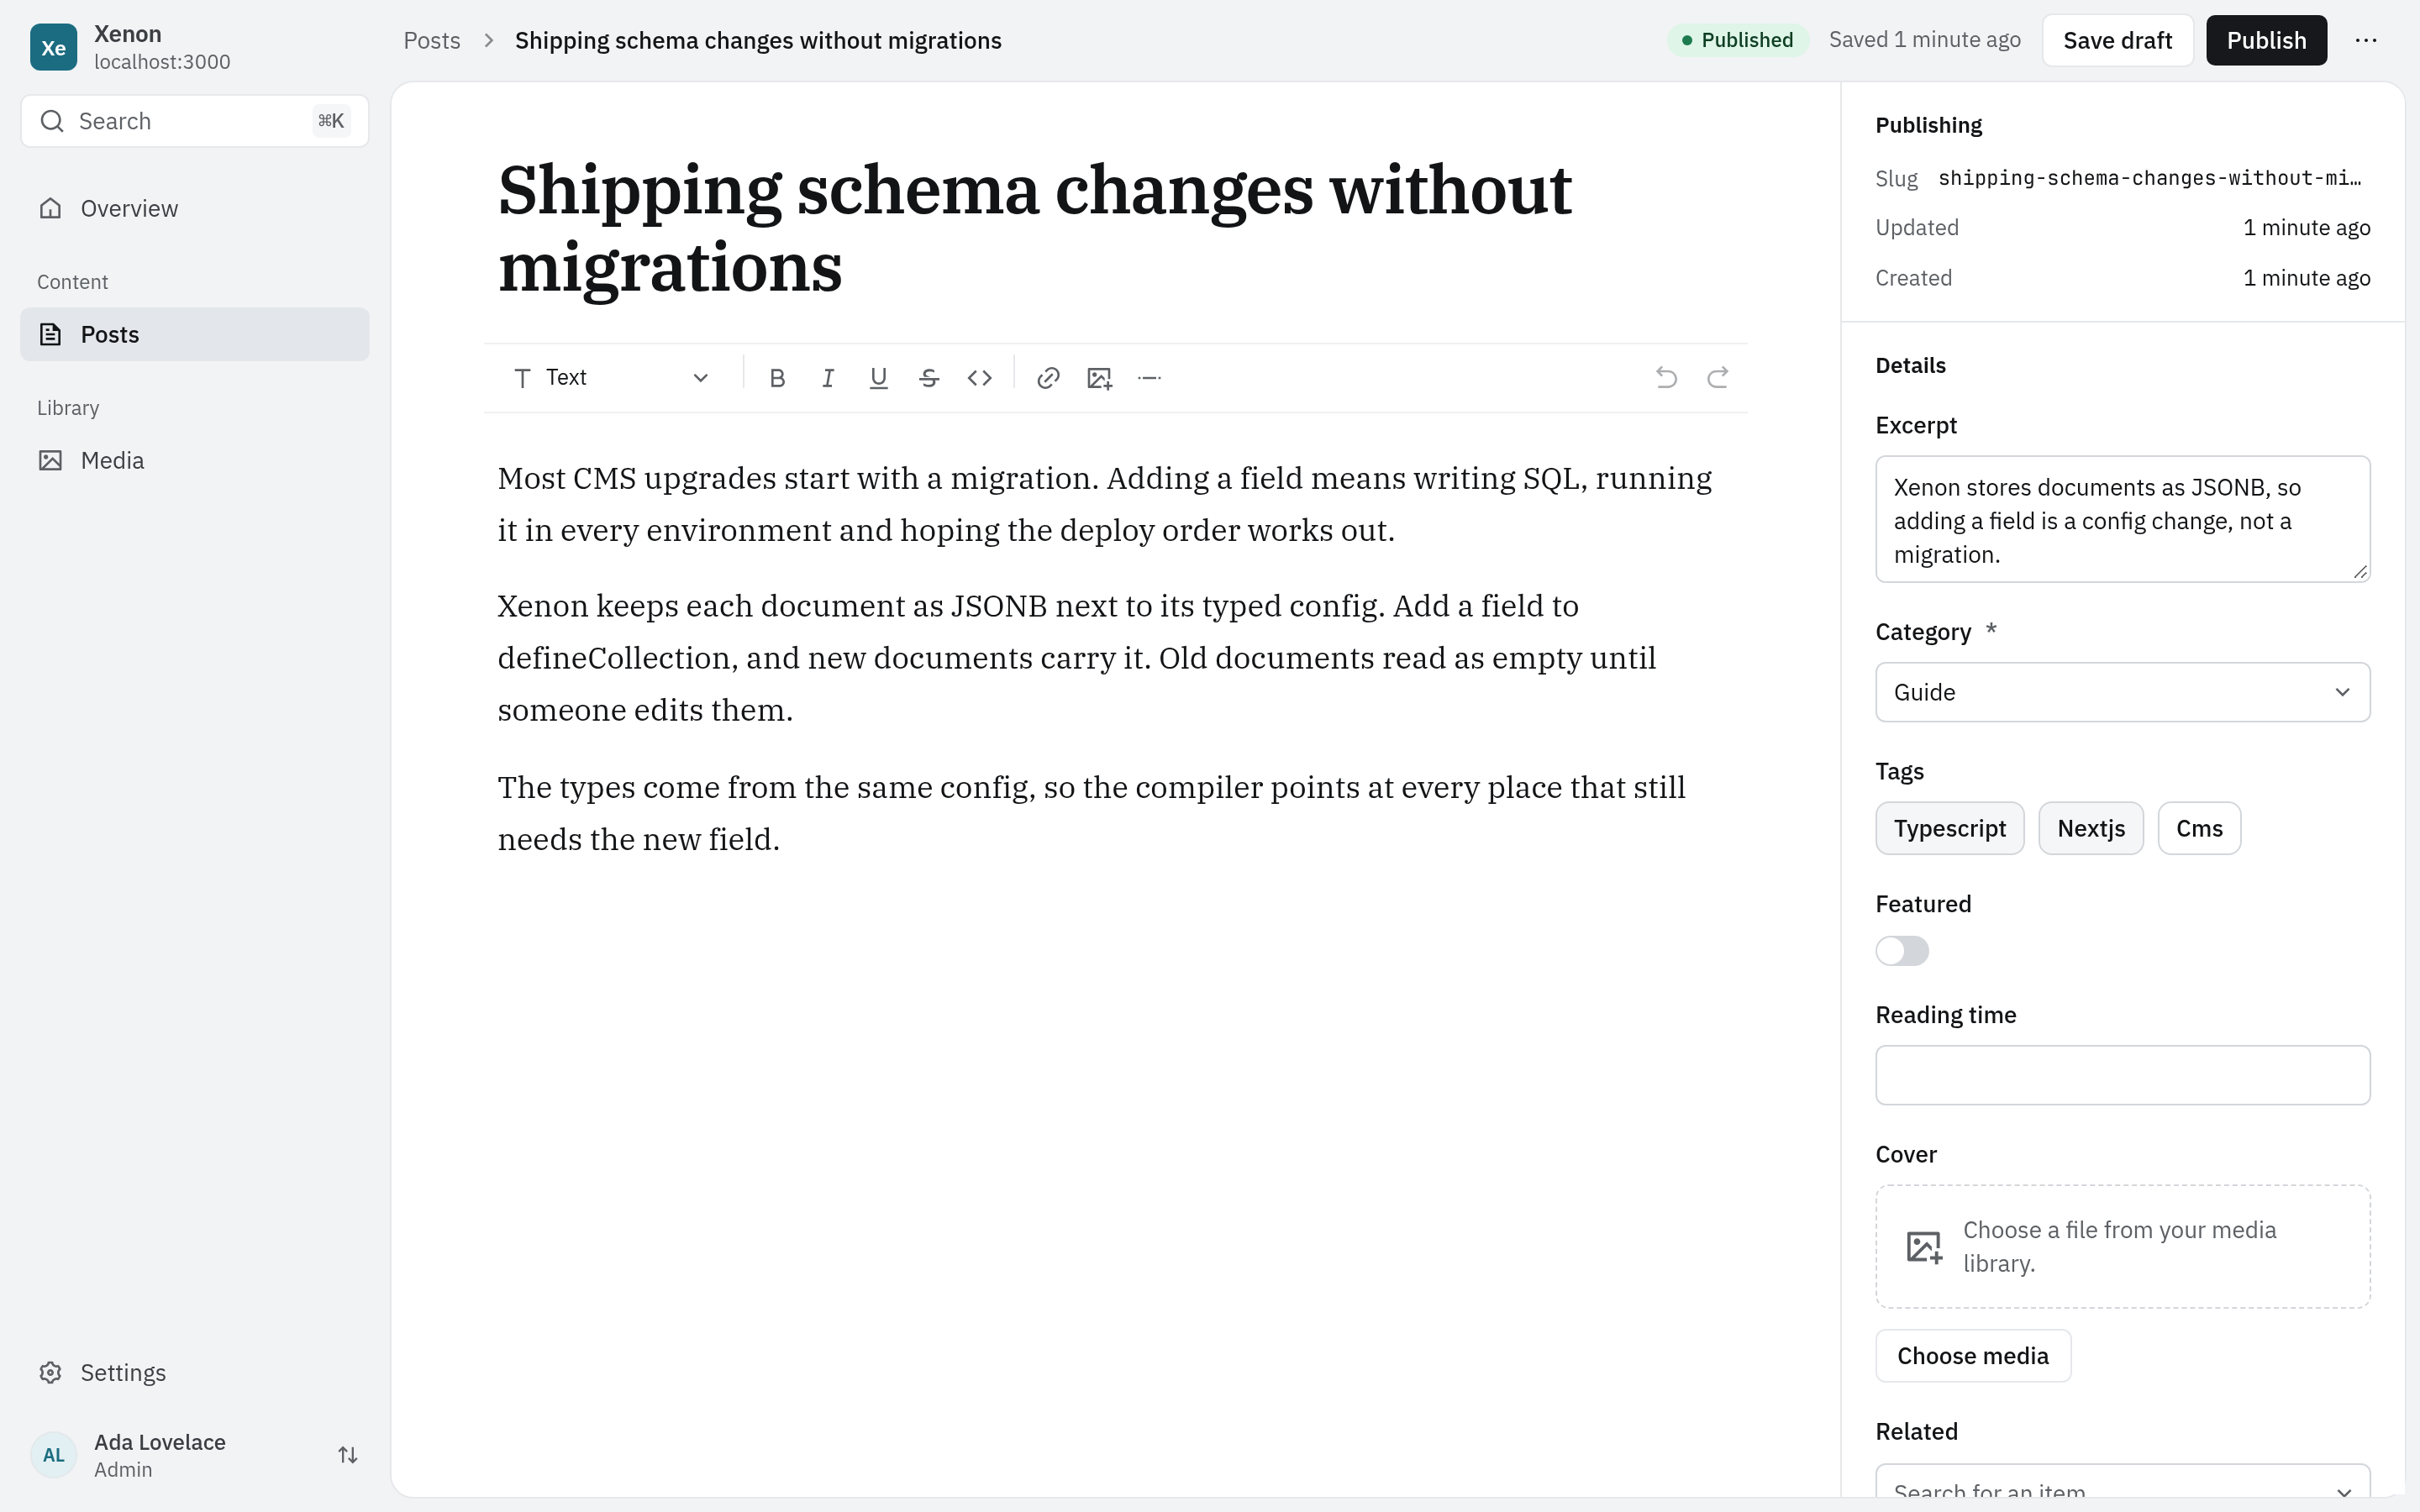 Xe
Xenon
localhost:3000
Search
⌘K
Overview
Content
Posts
Library
Media
Settings
AL
Ada Lovelace
Admin
Posts
Shipping schema changes without migrations
Published
Saved 1 minute ago
Save draft
Publish
Shipping schema changes without
migrations
Text
B
I
U
S
Most CMS upgrades start with a migration. Adding a field means writing SQL, running
it in every environment and hoping the deploy order works out.
Xenon keeps each document as JSONB next to its typed config. Add a field to
defineCollection, and new documents carry it. Old documents read as empty until
someone edits them.
The types come from the same config, so the compiler points at every place that still
needs the new field.
Publishing
Slug shipping-schema-changes-without-mi…
Updated 1 minute ago
Created 1 minute ago
Details
Excerpt
Xenon stores documents as JSONB, so
adding a field is a config change, not a
migration.
Category *
Guide
Tags
Typescript Nextjs Cms
Featured
Reading time
Cover
Choose a file from your media
library.
Choose media
Related
Search for an item